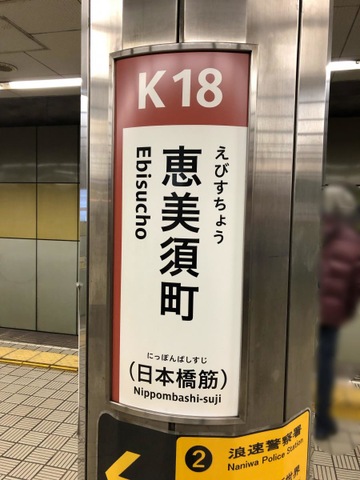 K18
えびすちょう
恵美須町
Ebisucho
にっぽんばしすじ
(日本橋筋)
Nippombashi-suji
2 浪速警察署
Naniwa Police Station